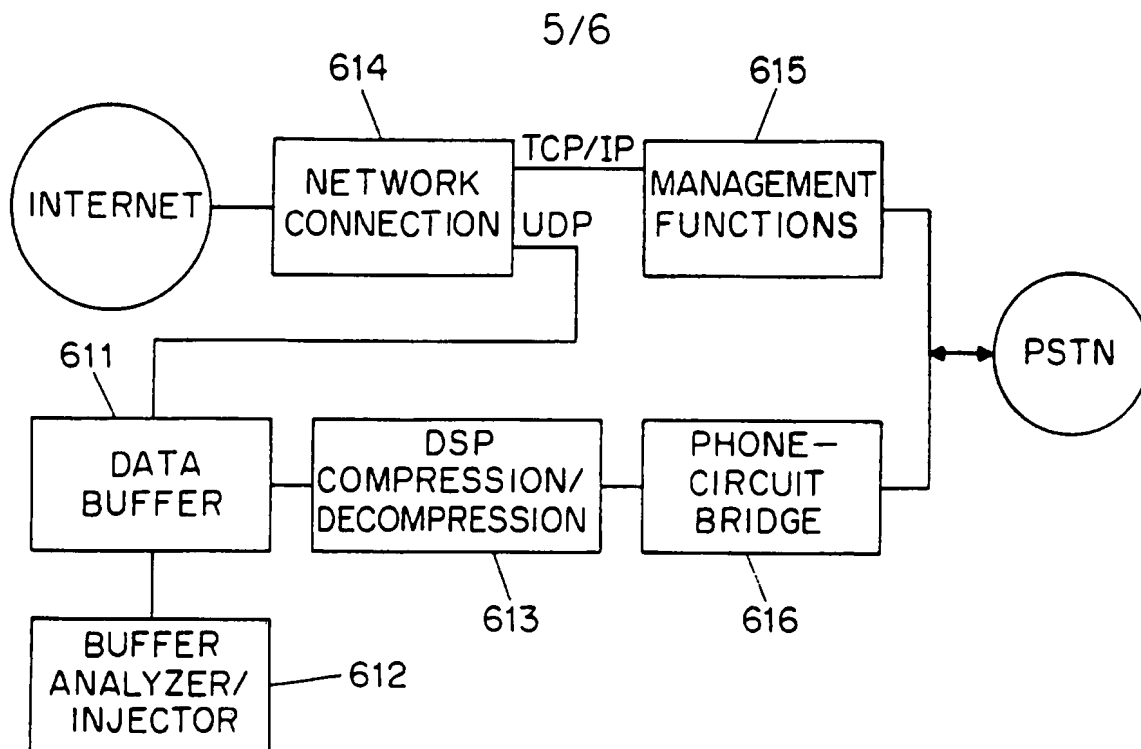 5/6
614
615
INTERNET
NETWORK
CONNECTION
TCP/IP
UDP
MANAGEMENT
FUNCTIONS
PSTN
611
DATA
BUFFER
DSP
COMPRESSION/
DECOMPRESSION
PHONE-
CIRCUIT
BRIDGE
613
616
BUFFER
ANALYZER/
INJECTOR
612